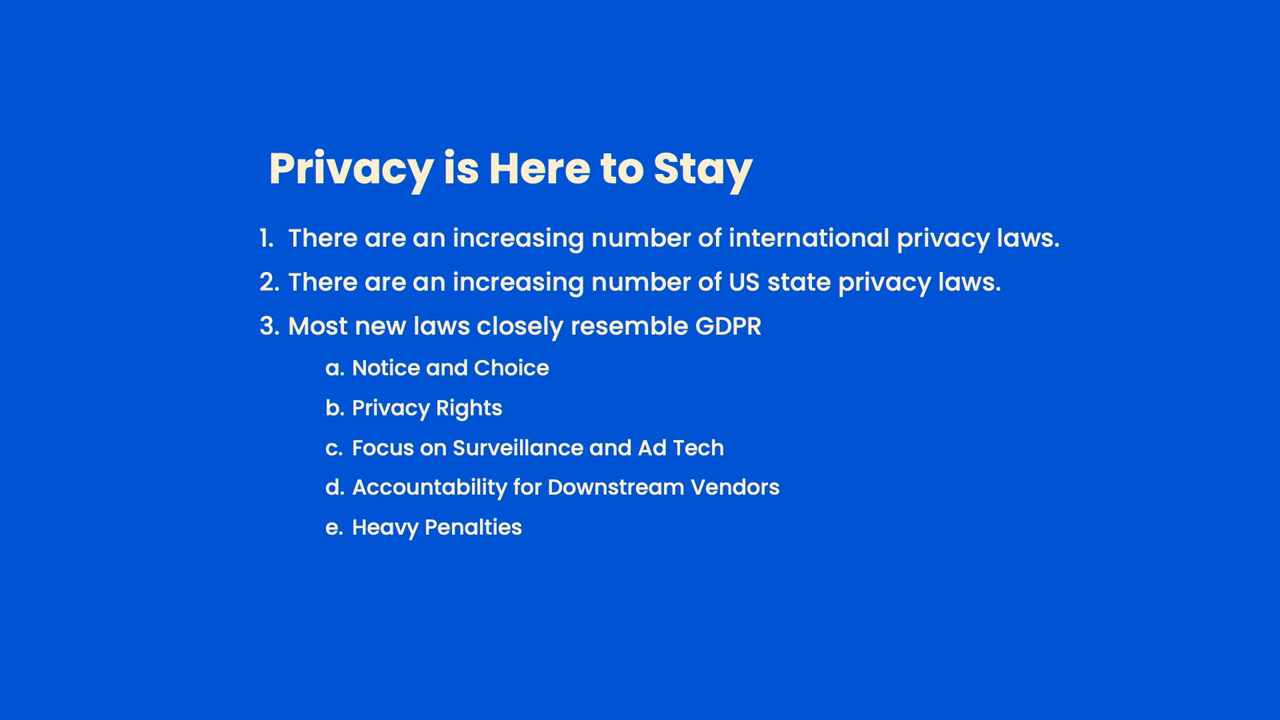 Privacy is Here to Stay
1. There are an increasing number of international privacy laws.
2. There are an increasing number of US state privacy laws.
3. Most new laws closely resemble GDPR
a. Notice and Choice
b. Privacy Rights
c. Focus on Surveillance and Ad Tech
d. Accountability for Downstream Vendors
e. Heavy Penalties